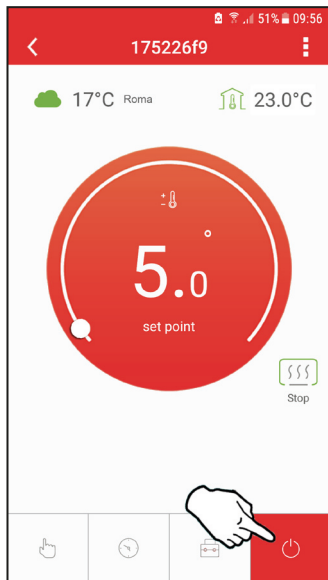 51% 09:56
175226f9
17°C Roma
23.0°C
5.0°
set point
Stop